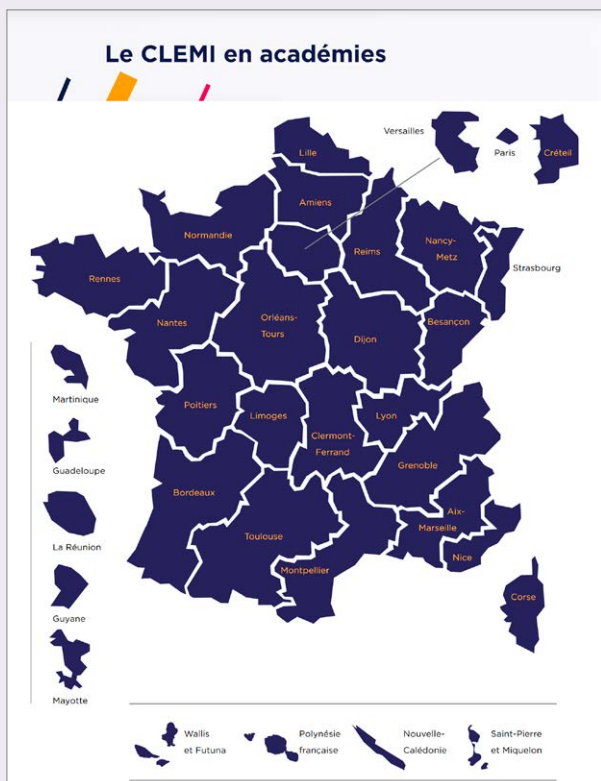 Le CLEMI en académies
Versailles
Paris
Créteil
Lille
Amiens
Normandie
Reims
Nancy-
Metz
Strasbourg
Rennes
Nantes
Orléans-
Tours
Dijon
Besançon
Martinique
Poitiers
Limoges
Clermont-
Ferrand
Lyon
Grenoble
Guadeloupe
Bordeaux
Toulouse
Aix-
Marseille
La Réunion
Montpellier
Nice
Guyane
Corse
Mayotte
Wallis
et Futuna
Polynésie
française
Nouvelle-
Calédonie
Saint-Pierre
et Miquelon